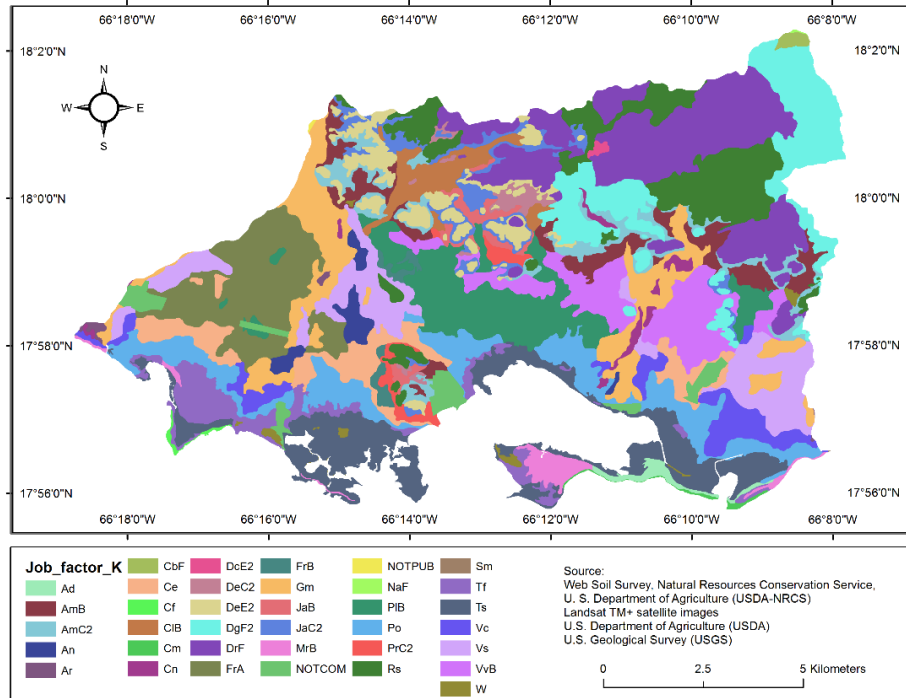 66°18'0"W 66°16'0"W 66°14'0"W 66°12'0"W 66°10'0"W 66°8'0"W
18°2'0"N 18°2'0"N
N
W E
S
18°0'0"N 18°0'0"N
17°58'0"N 17°58'0"N
17°56'0"N 17°56'0"N
66°18'0"W 66°16'0"W 66°14'0"W 66°12'0"W 66°10'0"W 66°8'0"W
Job_factor_K
Ad
AmB
AmC2
An
Ar
CbF
Ce
Cf
ClB
Cm
Cn
DcE2
DeC2
DeE2
DgF2
DrF
FrA
FrB
Gm
JaB
JaC2
MrB
NOTCOM
NOTPUB
NaF
PlB
Po
PrC2
Rs
Sm
Tf
Ts
Vc
Vs
VvB
W
Source:
Web Soil Survey, Natural Resources Conservation Service,
U. S. Department of Agriculture (USDA-NRCS)
Landsat TM+ satellite images
U.S. Department of Agriculture (USDA)
U.S. Geological Survey (USGS)
0 2.5 5 Kilometers